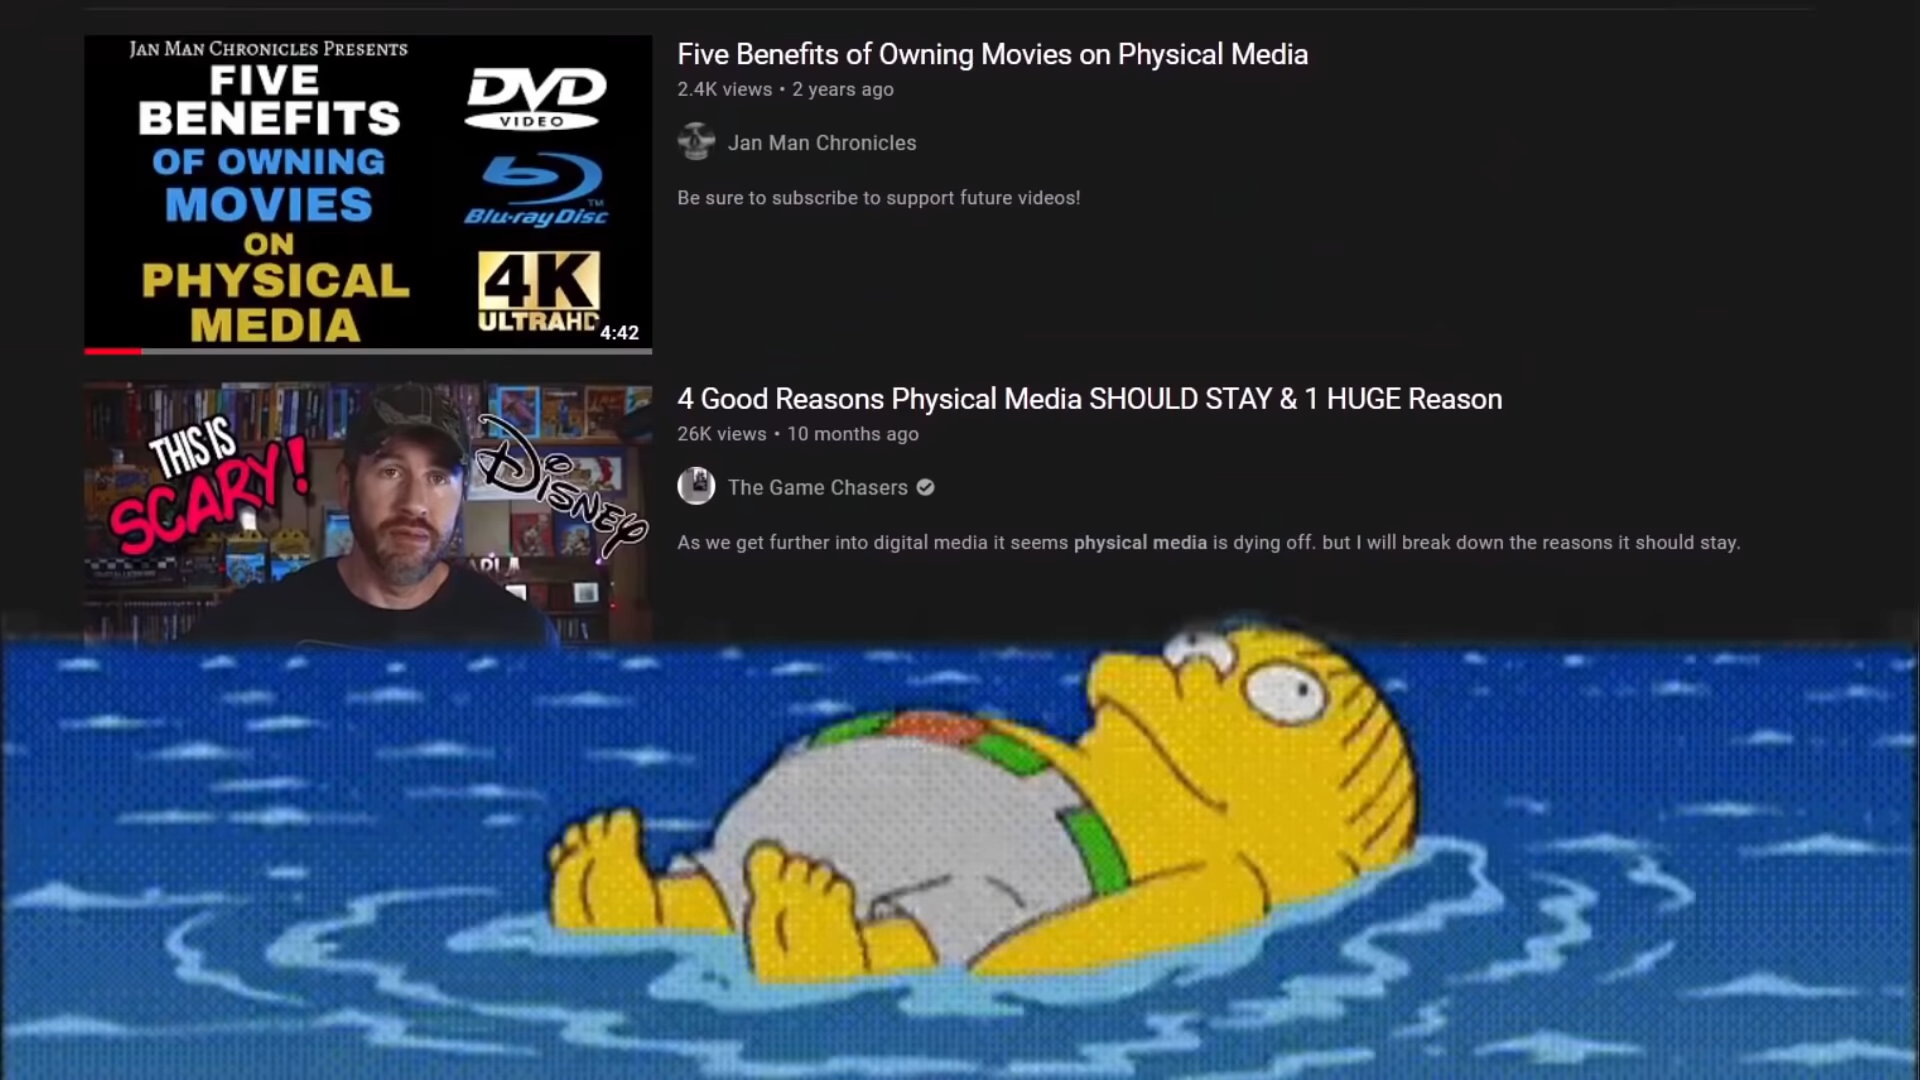 JAN MAN CHRONICLES PRESENTS
FIVE
BENEFITS
OF OWNING
MOVIES
ON
PHYSICAL
MEDIA
DVD
VIDEO
Blu-ray Disc
TM
4K
ULTRAHD
4:42
Five Benefits of Owning Movies on Physical Media
2.4K views • 2 years ago
Jan Man Chronicles
Be sure to subscribe to support future videos!
THIS IS
SCARY!
DISNEY
4 Good Reasons Physical Media SHOULD STAY & 1 HUGE Reason
26K views • 10 months ago
The Game Chasers
As we get further into digital media it seems physical media is dying off. but I will break down the reasons it should stay.